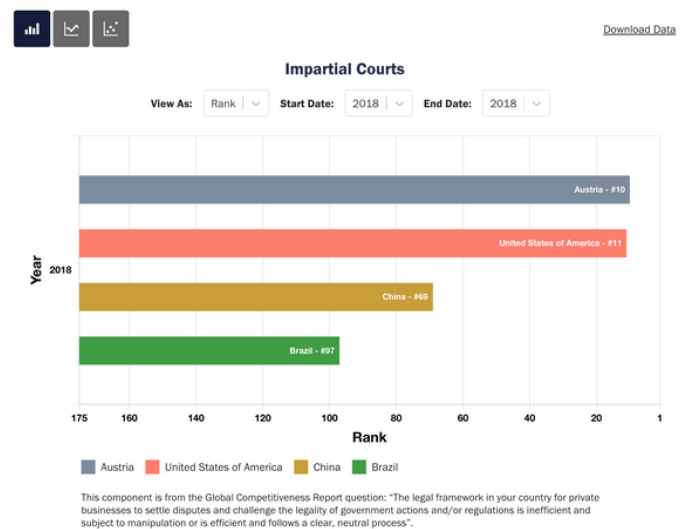 Download Data
Impartial Courts
View As: Rank Start Date: 2018 End Date: 2018
Austria - #10
United States of America - #11
Year
2018
China - #69
Brazil - #97
175 160 140 120 100 80 60 40 20 1
Rank
Austria United States of America China Brazil
This component is from the Global Competitiveness Report question: “The legal framework in your country for private
businesses to settle disputes and challenge the legality of government actions and/or regulations is inefficient and
subject to manipulation or is efficient and follows a clear, neutral process”.